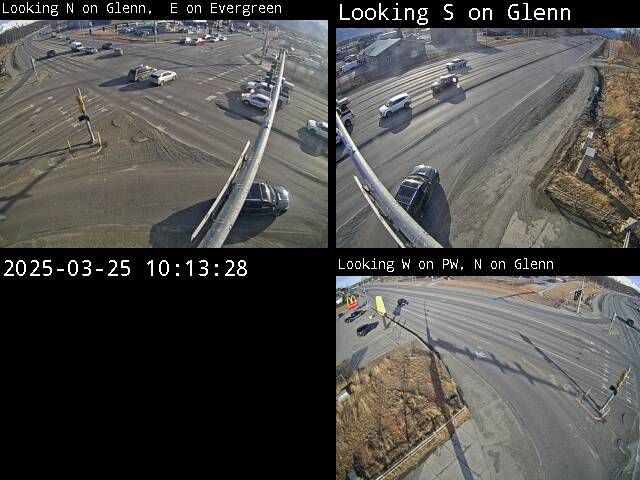 Looking N on Glenn,  E on Evergreen
Looking S on Glenn
2025-03-25 10:13:28
Looking W on PW, N on Glenn